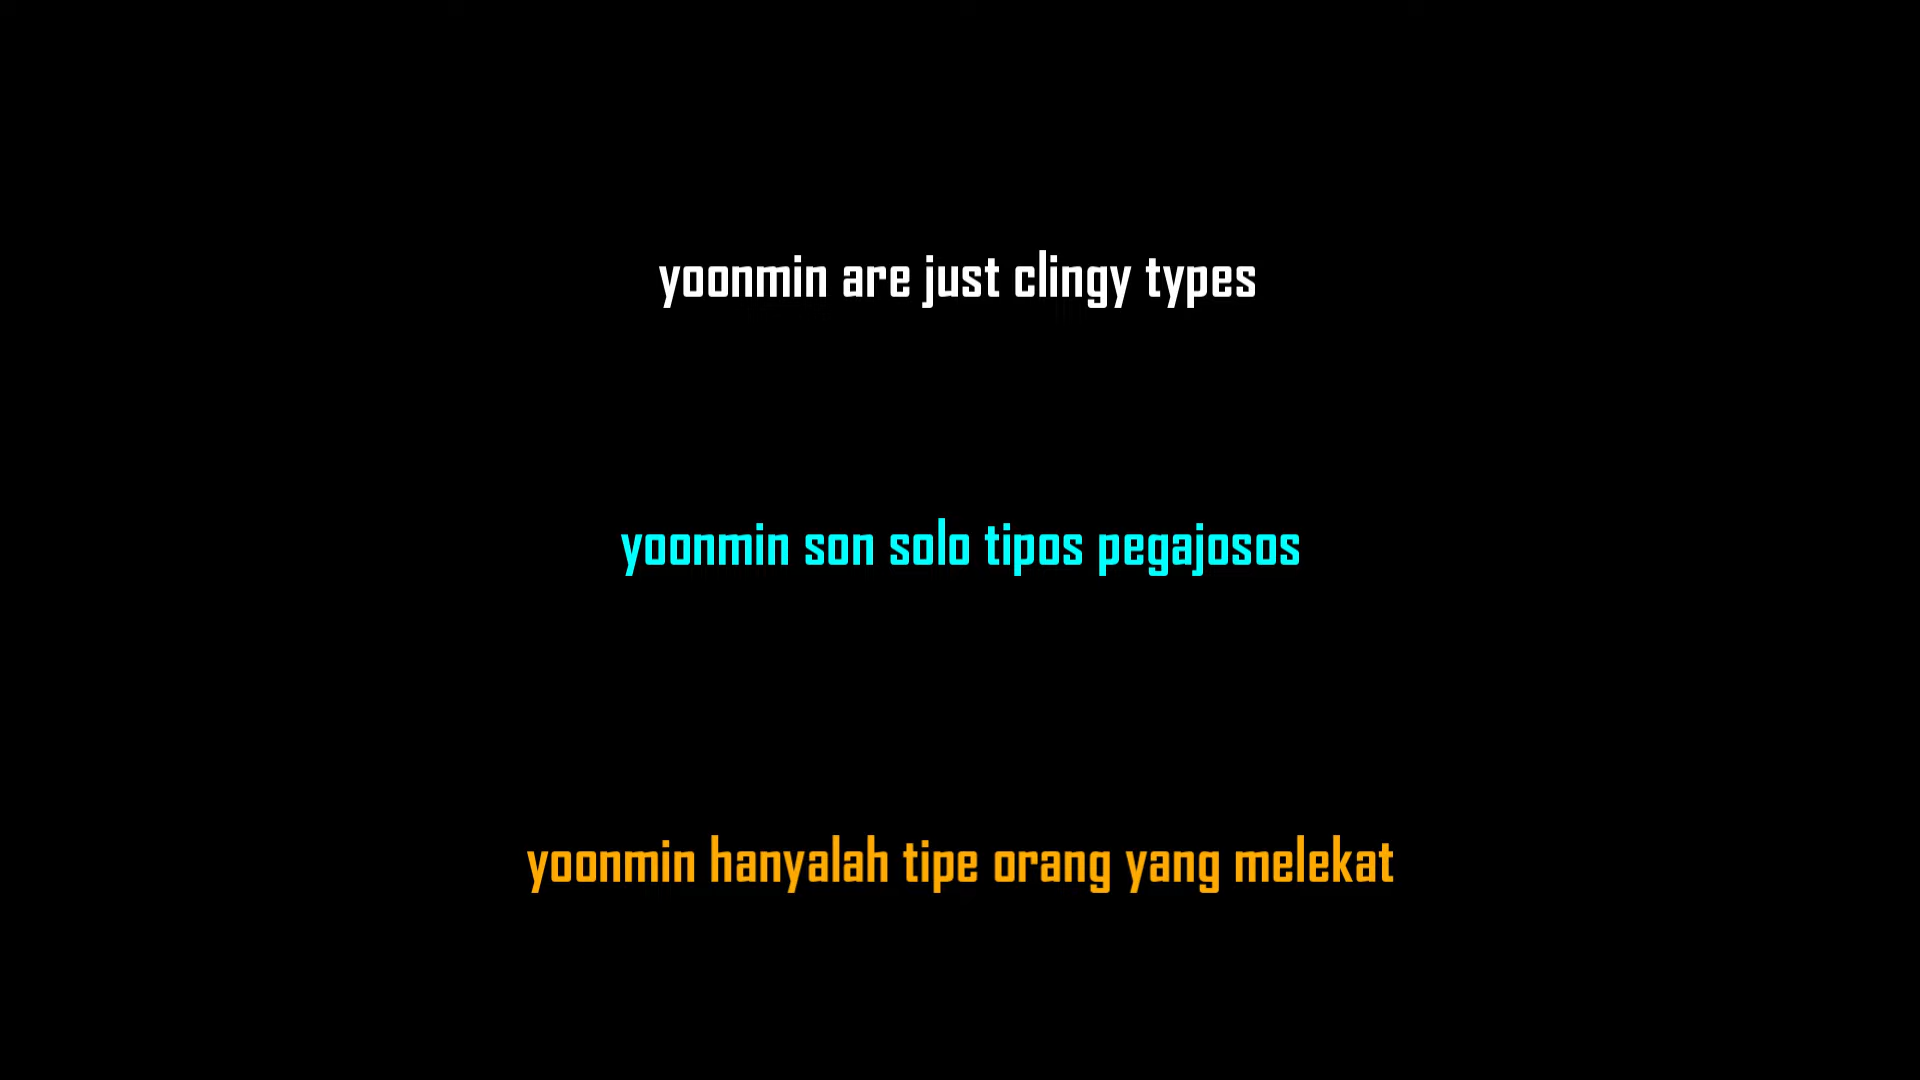 yoonmin are just clingy types
yoonmin son solo tipos pegajosos
yoonmin hanyalah tipe orang yang melekat